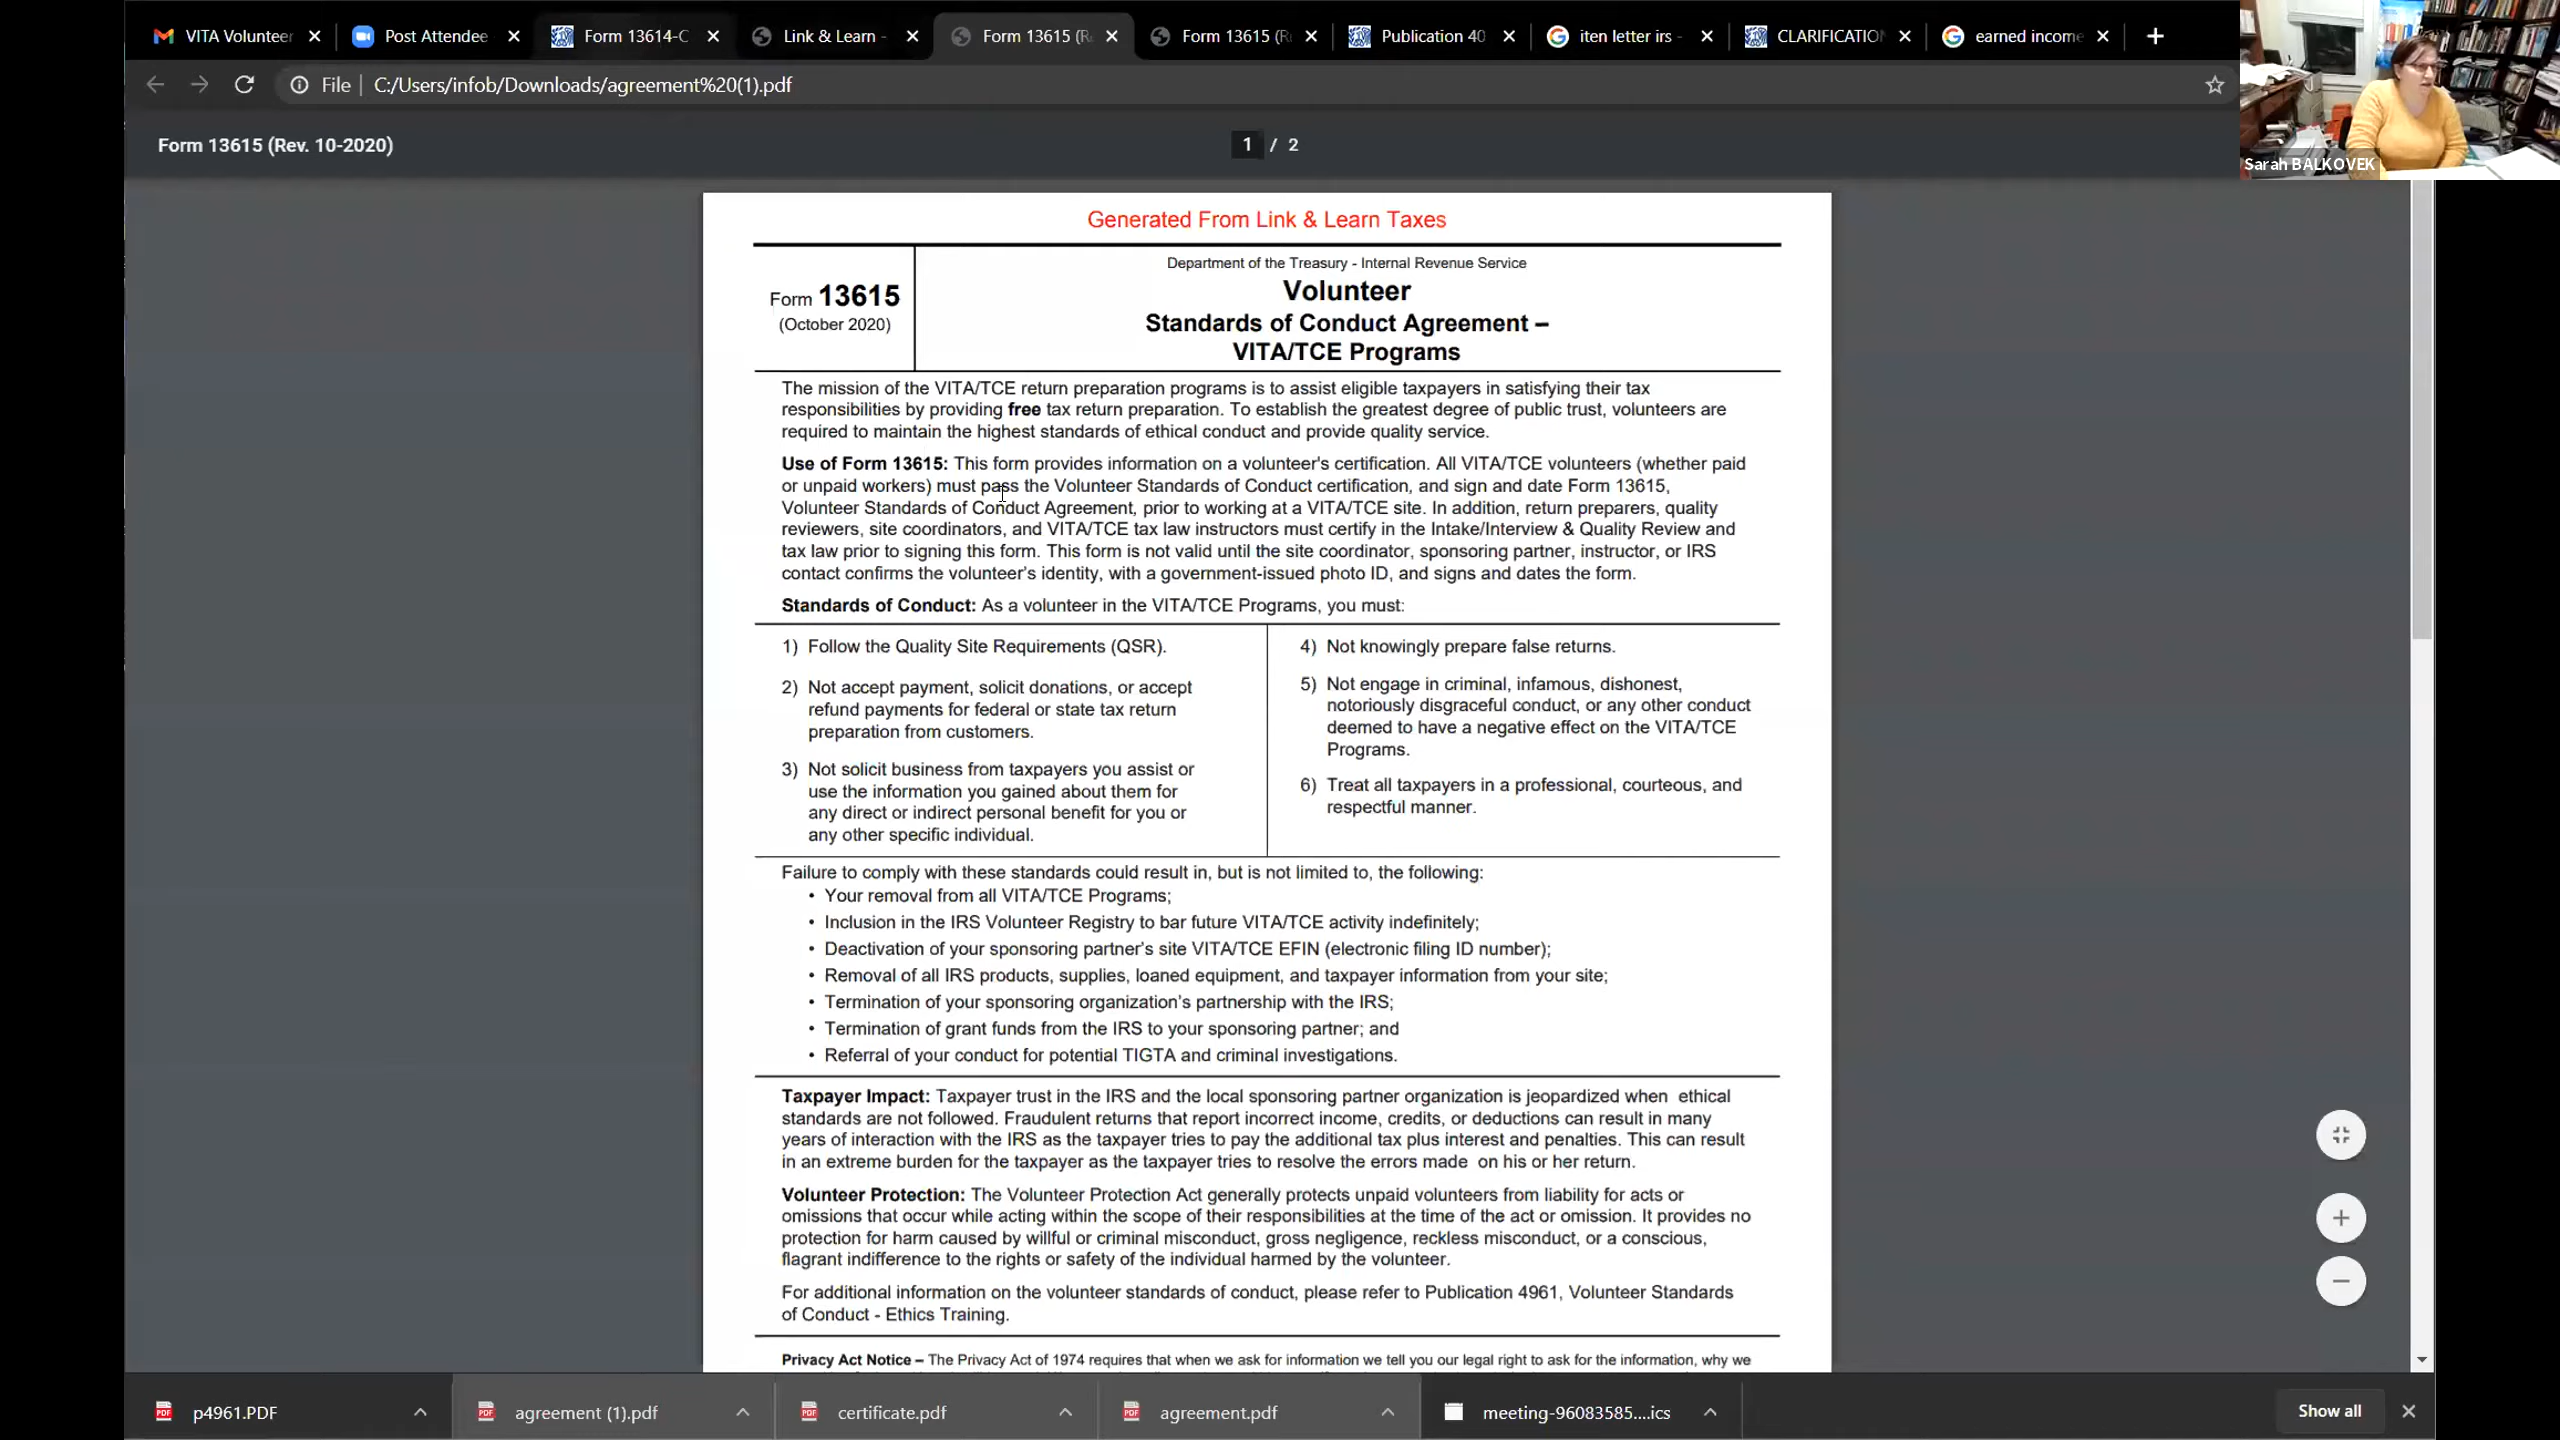 VITA Volunteer
Post Attendee
Form 13614-C
Link & Learn -
Form 13615 (R
Form 13615 (R
Publication 40
iten letter irs -
CLARIFICATION
earned income
File
C:/Users/infob/Downloads/agreement%20(1).pdf
Sarah BALKOVEK
Form 13615 (Rev. 10-2020)
1 / 2
Generated From Link & Learn Taxes
Form 13615
(October 2020)
Department of the Treasury - Internal Revenue Service
Volunteer
Standards of Conduct Agreement –
VITA/TCE Programs
The mission of the VITA/TCE return preparation programs is to assist eligible taxpayers in satisfying their tax
responsibilities by providing free tax return preparation. To establish the greatest degree of public trust, volunteers are
required to maintain the highest standards of ethical conduct and provide quality service.
Use of Form 13615: This form provides information on a volunteer's certification. All VITA/TCE volunteers (whether paid
or unpaid workers) must pass the Volunteer Standards of Conduct certification, and sign and date Form 13615,
Volunteer Standards of Conduct Agreement, prior to working at a VITA/TCE site. In addition, return preparers, quality
reviewers, site coordinators, and VITA/TCE tax law instructors must certify in the Intake/Interview & Quality Review and
tax law prior to signing this form. This form is not valid until the site coordinator, sponsoring partner, instructor, or IRS
contact confirms the volunteer's identity, with a government-issued photo ID, and signs and dates the form.
Standards of Conduct: As a volunteer in the VITA/TCE Programs, you must:
1) Follow the Quality Site Requirements (QSR).
2) Not accept payment, solicit donations, or accept
refund payments for federal or state tax return
preparation from customers.
3) Not solicit business from taxpayers you assist or
use the information you gained about them for
any direct or indirect personal benefit for you or
any other specific individual.
4) Not knowingly prepare false returns.
5) Not engage in criminal, infamous, dishonest,
notoriously disgraceful conduct, or any other conduct
deemed to have a negative effect on the VITA/TCE
Programs.
6) Treat all taxpayers in a professional, courteous, and
respectful manner.
Failure to comply with these standards could result in, but is not limited to, the following:
• Your removal from all VITA/TCE Programs;
• Inclusion in the IRS Volunteer Registry to bar future VITA/TCE activity indefinitely;
• Deactivation of your sponsoring partner's site VITA/TCE EFIN (electronic filing ID number);
• Removal of all IRS products, supplies, loaned equipment, and taxpayer information from your site;
• Termination of your sponsoring organization's partnership with the IRS;
• Termination of grant funds from the IRS to your sponsoring partner; and
• Referral of your conduct for potential TIGTA and criminal investigations.
Taxpayer Impact: Taxpayer trust in the IRS and the local sponsoring partner organization is jeopardized when ethical
standards are not followed. Fraudulent returns that report incorrect income, credits, or deductions can result in many
years of interaction with the IRS as the taxpayer tries to pay the additional tax plus interest and penalties. This can result
in an extreme burden for the taxpayer as the taxpayer tries to resolve the errors made on his or her return.
Volunteer Protection: The Volunteer Protection Act generally protects unpaid volunteers from liability for acts or
omissions that occur while acting within the scope of their responsibilities at the time of the act or omission. It provides no
protection for harm caused by willful or criminal misconduct, gross negligence, reckless misconduct, or a conscious,
flagrant indifference to the rights or safety of the individual harmed by the volunteer.
For additional information on the volunteer standards of conduct, please refer to Publication 4961, Volunteer Standards
of Conduct - Ethics Training.
Privacy Act Notice – The Privacy Act of 1974 requires that when we ask for information we tell you our legal right to ask for the information, why we
p4961.PDF
agreement (1).pdf
certificate.pdf
agreement.pdf
meeting-96083585....ics
Show all